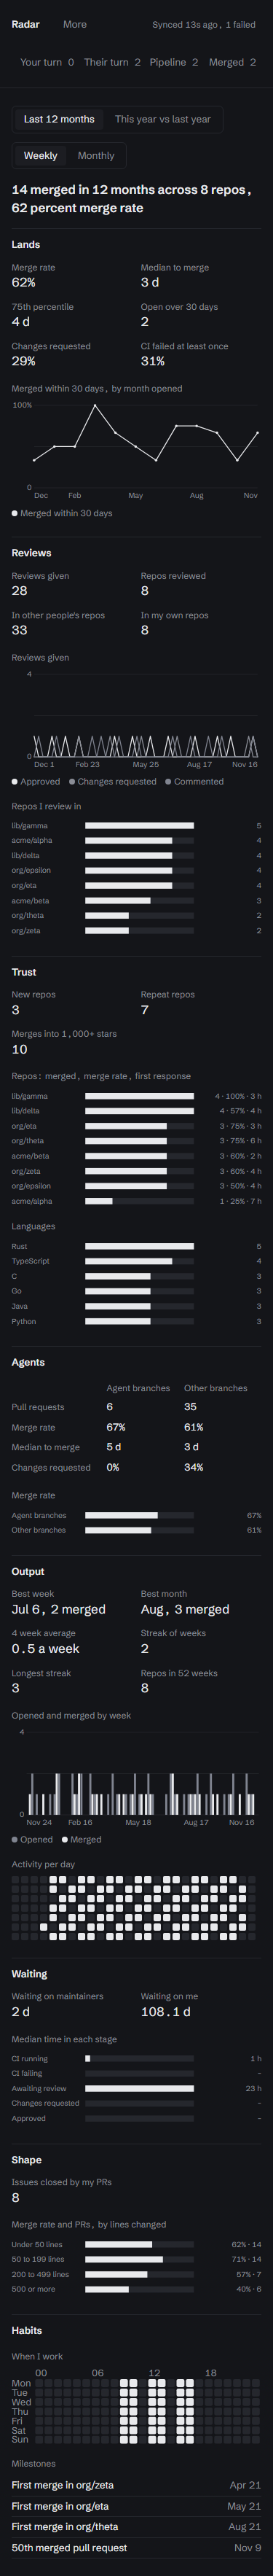 Radar More Synced 13s ago, 1 failed
Your turn 0 Their turn 2 Pipeline 2 Merged 2
Last 12 months This year vs last year
Weekly Monthly
14 merged in 12 months across 8 repos,
62 percent merge rate
Lands
Merge rate Median to merge
62% 3 d
75th percentile Open over 30 days
4 d 2
Changes requested CI failed at least once
29% 31%
Merged within 30 days, by month opened
100%
0
Dec Feb May Aug Nov
Merged within 30 days
Reviews
Reviews given Repos reviewed
28 8
In other people's repos In my own repos
33 8
Reviews given
4
0
Dec 1 Feb 23 May 25 Aug 17 Nov 16
Approved Changes requested Commented
Repos I review in
lib/gamma 5
acme/alpha 4
lib/delta 4
org/epsilon 4
org/eta 4
acme/beta 3
org/theta 2
org/zeta 2
Trust
New repos Repeat repos
3 7
Merges into 1,000+ stars
10
Repos: merged, merge rate, first response
lib/gamma 4 · 100% · 3 h
lib/delta 4 · 57% · 4 h
org/eta 3 · 75% · 3 h
org/theta 3 · 75% · 6 h
acme/beta 3 · 60% · 2 h
org/zeta 3 · 60% · 4 h
org/epsilon 3 · 50% · 4 h
acme/alpha 1 · 25% · 7 h
Languages
Rust 5
TypeScript 4
C 3
Go 3
Java 3
Python 3
Agents
Agent branches Other branches
Pull requests 6 35
Merge rate 67% 61%
Median to merge 5 d 3 d
Changes requested 0% 34%
Merge rate
Agent branches 67%
Other branches 61%
Output
Best week Best month
Jul 6, 2 merged Aug, 3 merged
4 week average Streak of weeks
0.5 a week 2
Longest streak Repos in 52 weeks
3 8
Opened and merged by week
4
0
Nov 24 Feb 16 May 18 Aug 17 Nov 16
Opened Merged
Activity per day
Waiting
Waiting on maintainers Waiting on me
2 d 108.1 d
Median time in each stage
CI running 1 h
CI failing –
Awaiting review 23 h
Changes requested –
Approved –
Shape
Issues closed by my PRs
8
Merge rate and PRs, by lines changed
Under 50 lines 62% · 14
50 to 199 lines 71% · 14
200 to 499 lines 57% · 7
500 or more 40% · 6
Habits
When I work
00 06 12 18
Mon
Tue
Wed
Thu
Fri
Sat
Sun
Milestones
First merge in org/zeta Apr 21
First merge in org/eta May 21
First merge in org/theta Aug 21
50th merged pull request Nov 9